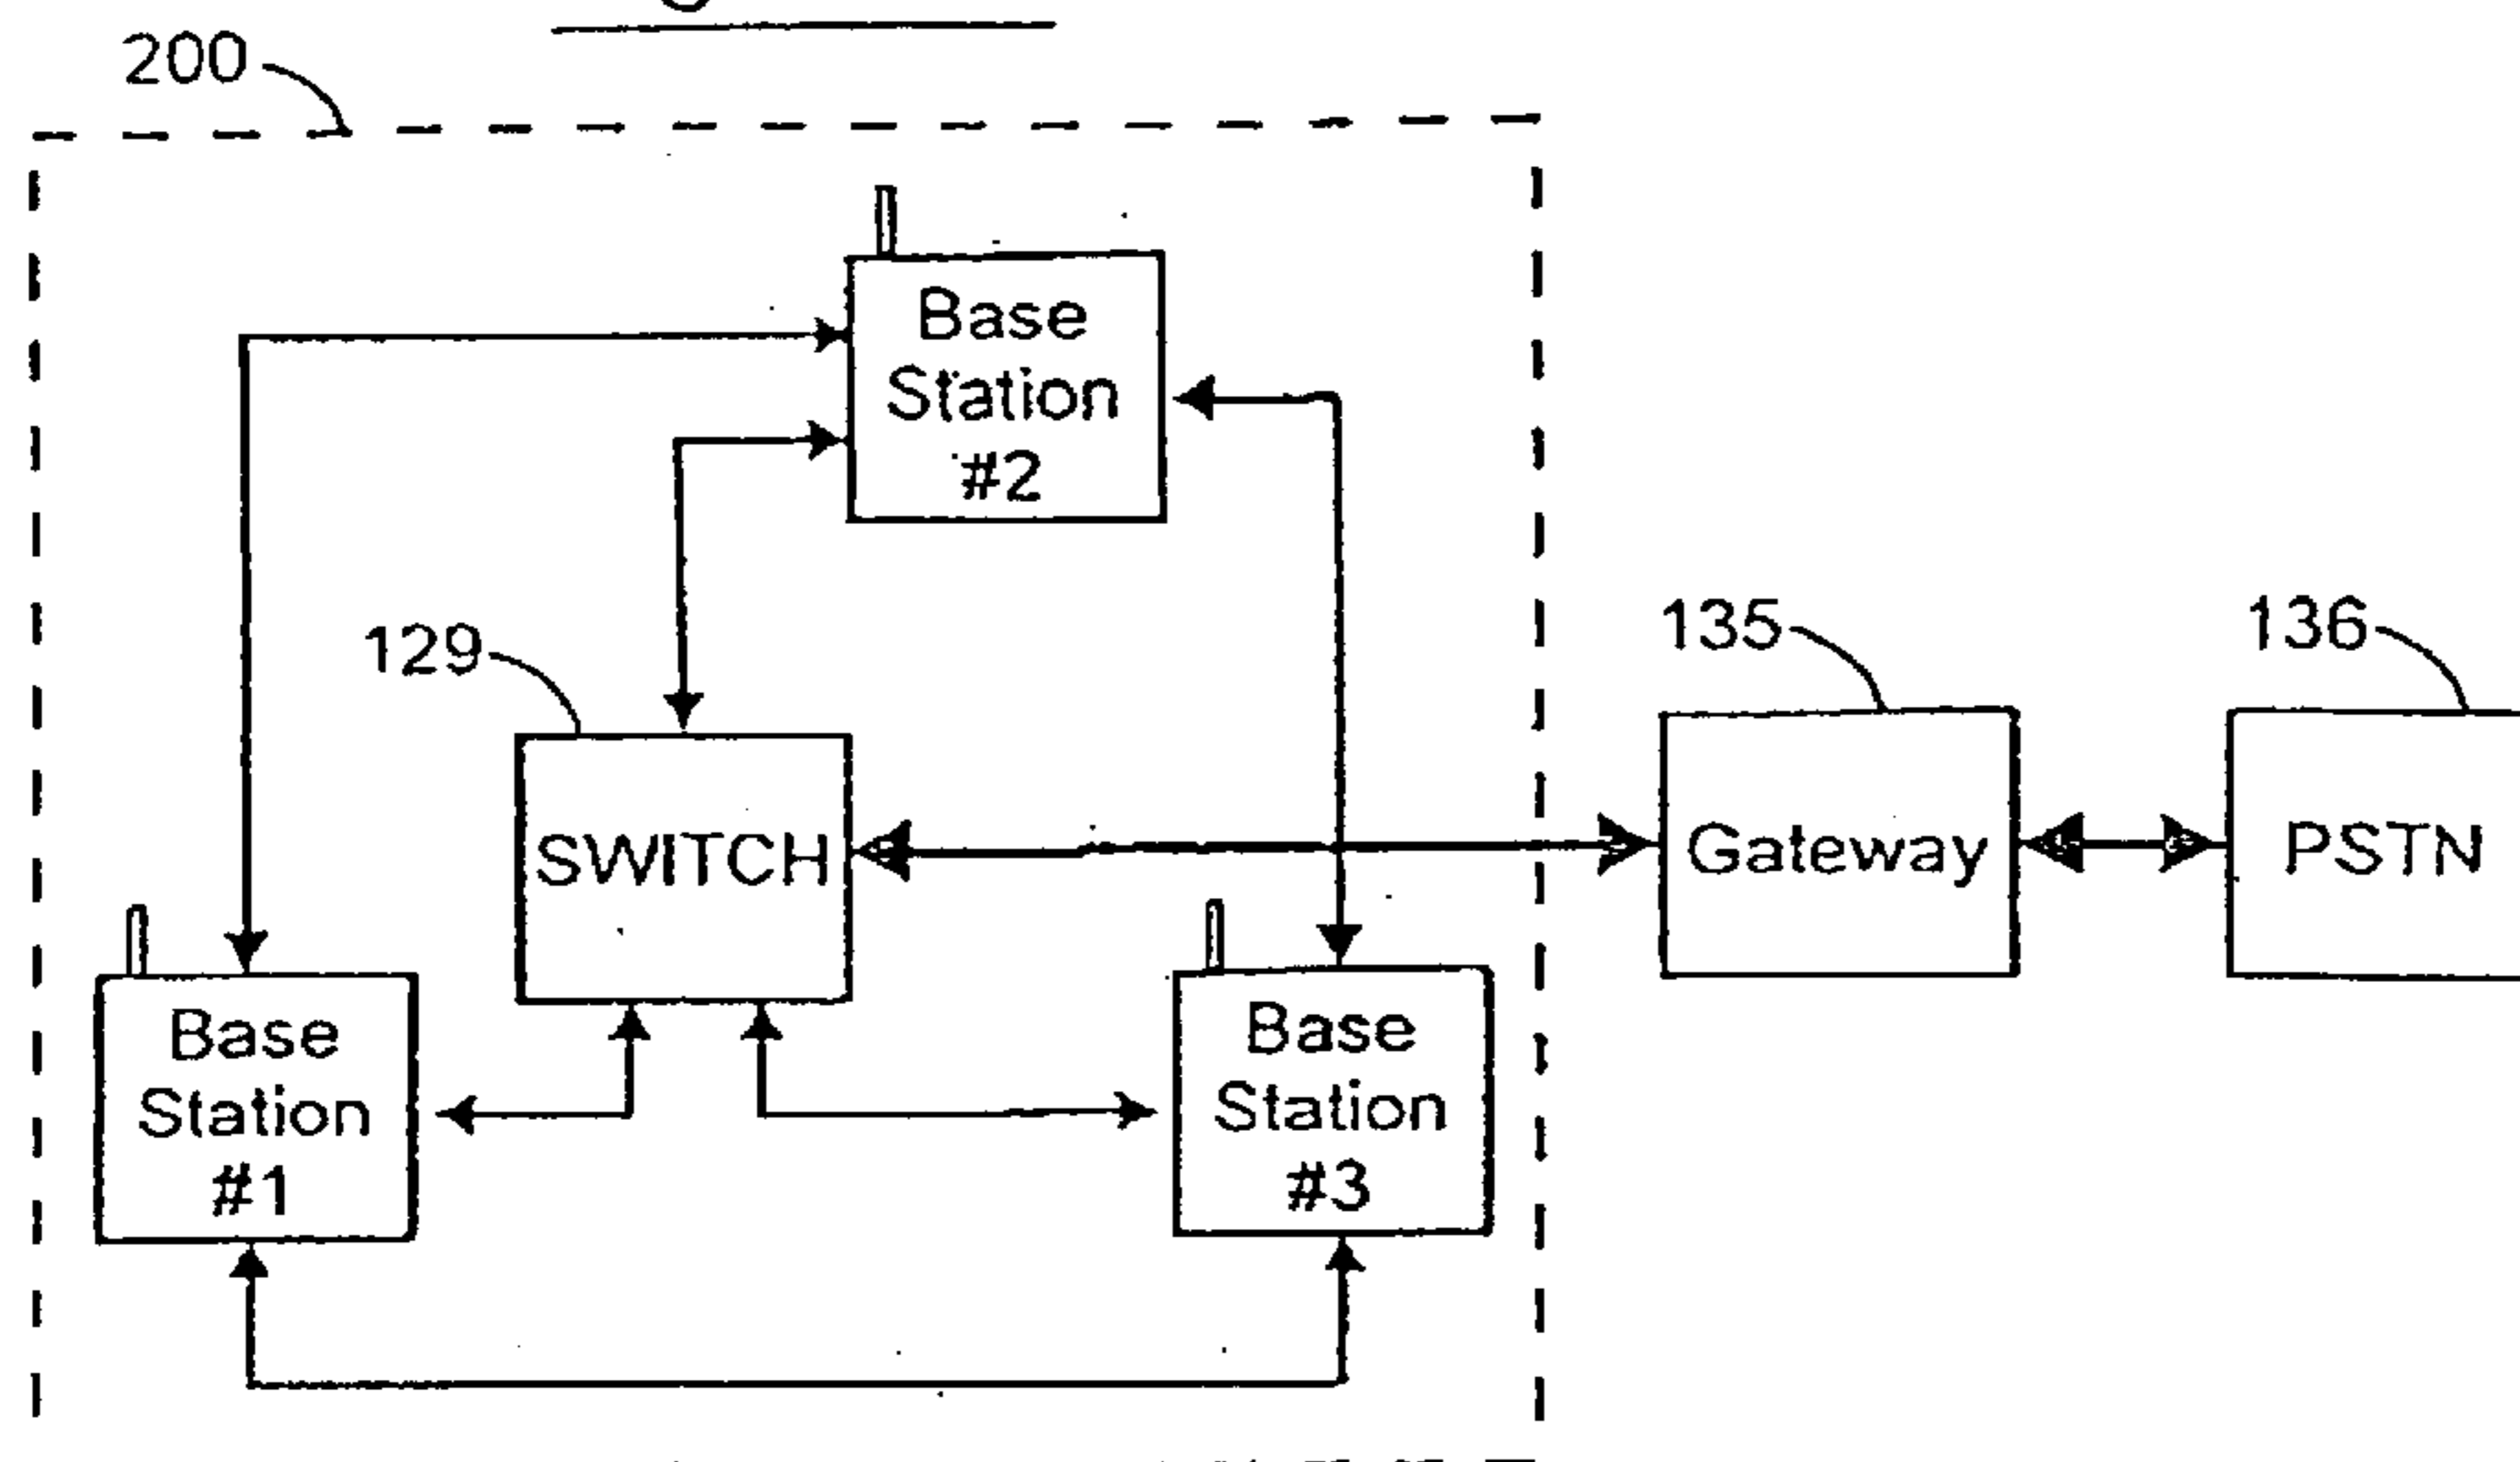 200
Base
Station
#2
129
135
136
SWITCH
Gateway
PSTN
Base
Station
#1
Base
Station
#3